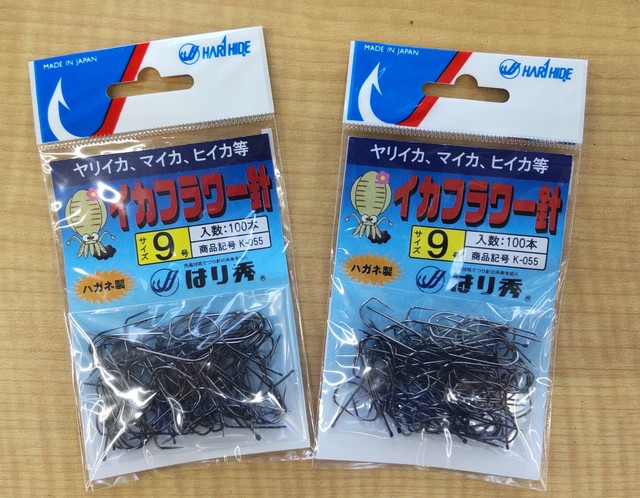 MADE IN JAPAN
HARI HIDE
ヤリイカ、マイカ、ヒイカ等
イカフラワー針
サイズ
9号
入数:100本
商品記号 K-055
ハガネ製
はり秀®
MADE IN JAPAN
HARI HIDE
ヤリイカ、マイカ、ヒイカ等
イカフラワー針
サイズ
9号
入数:100本
商品記号 K-055
ハガネ製
はり秀®